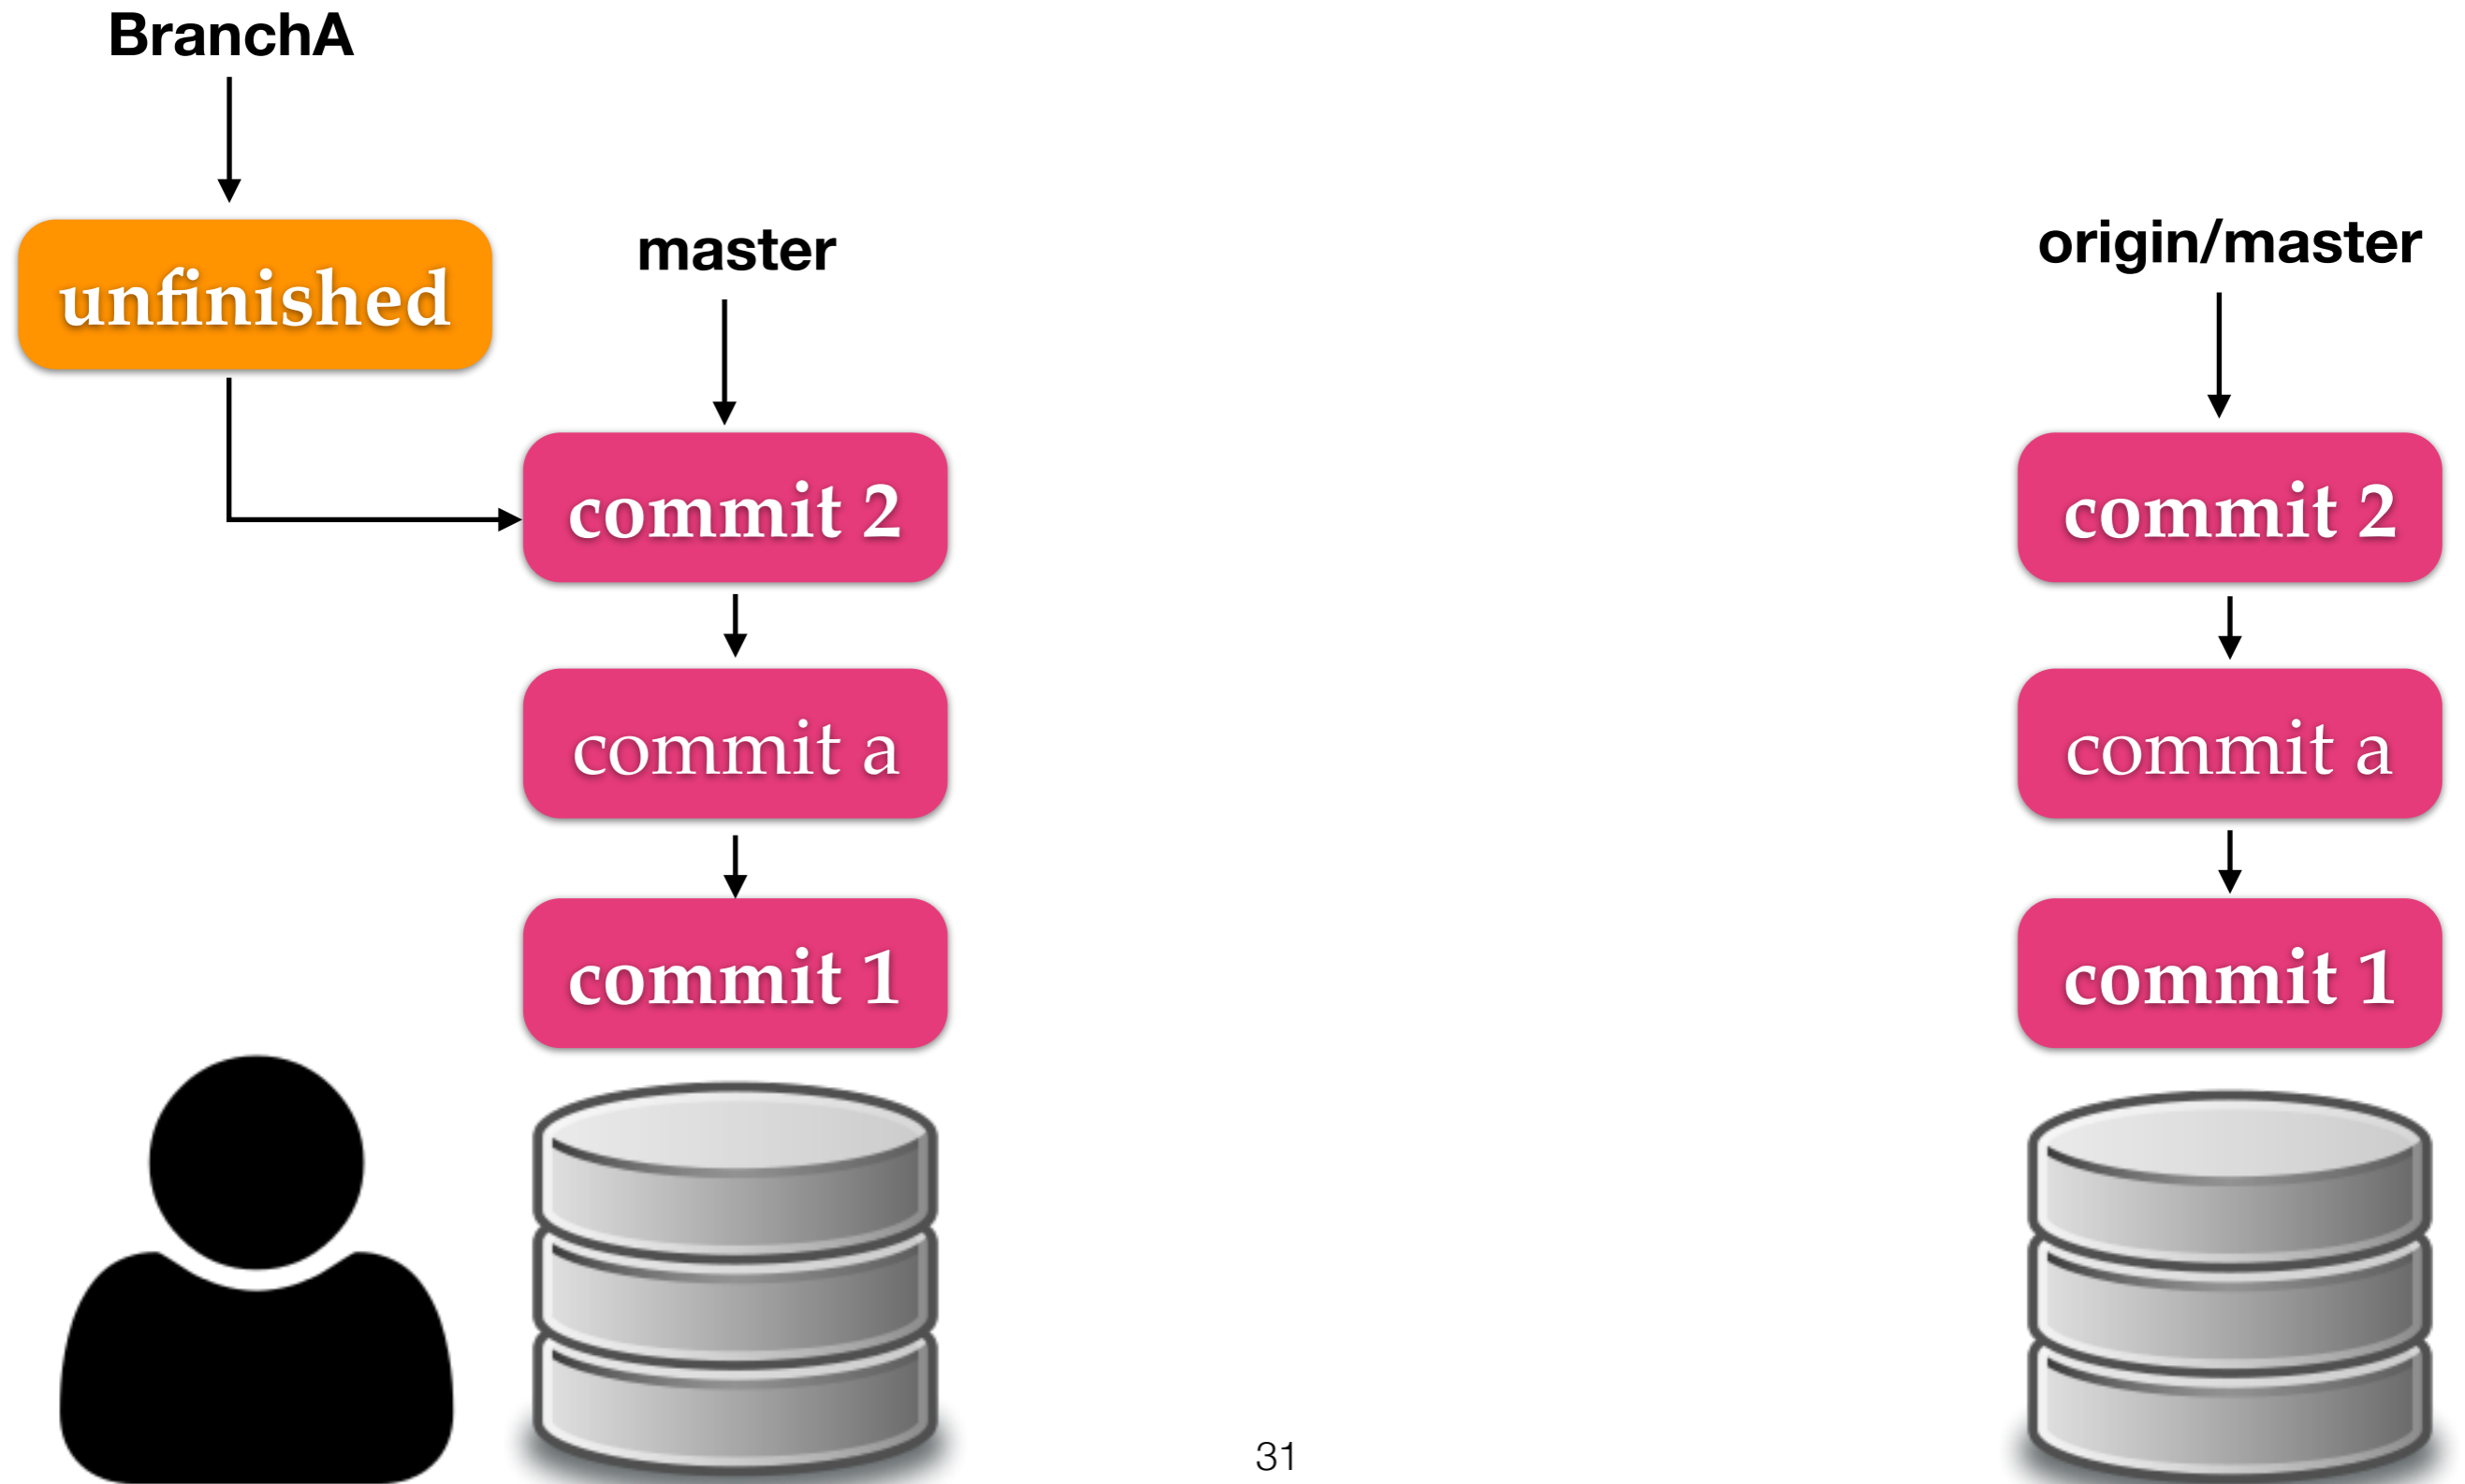 BranchA
unfinished
master
commit 2
commit a
commit 1
origin/master
commit 2
commit a
commit 1
31